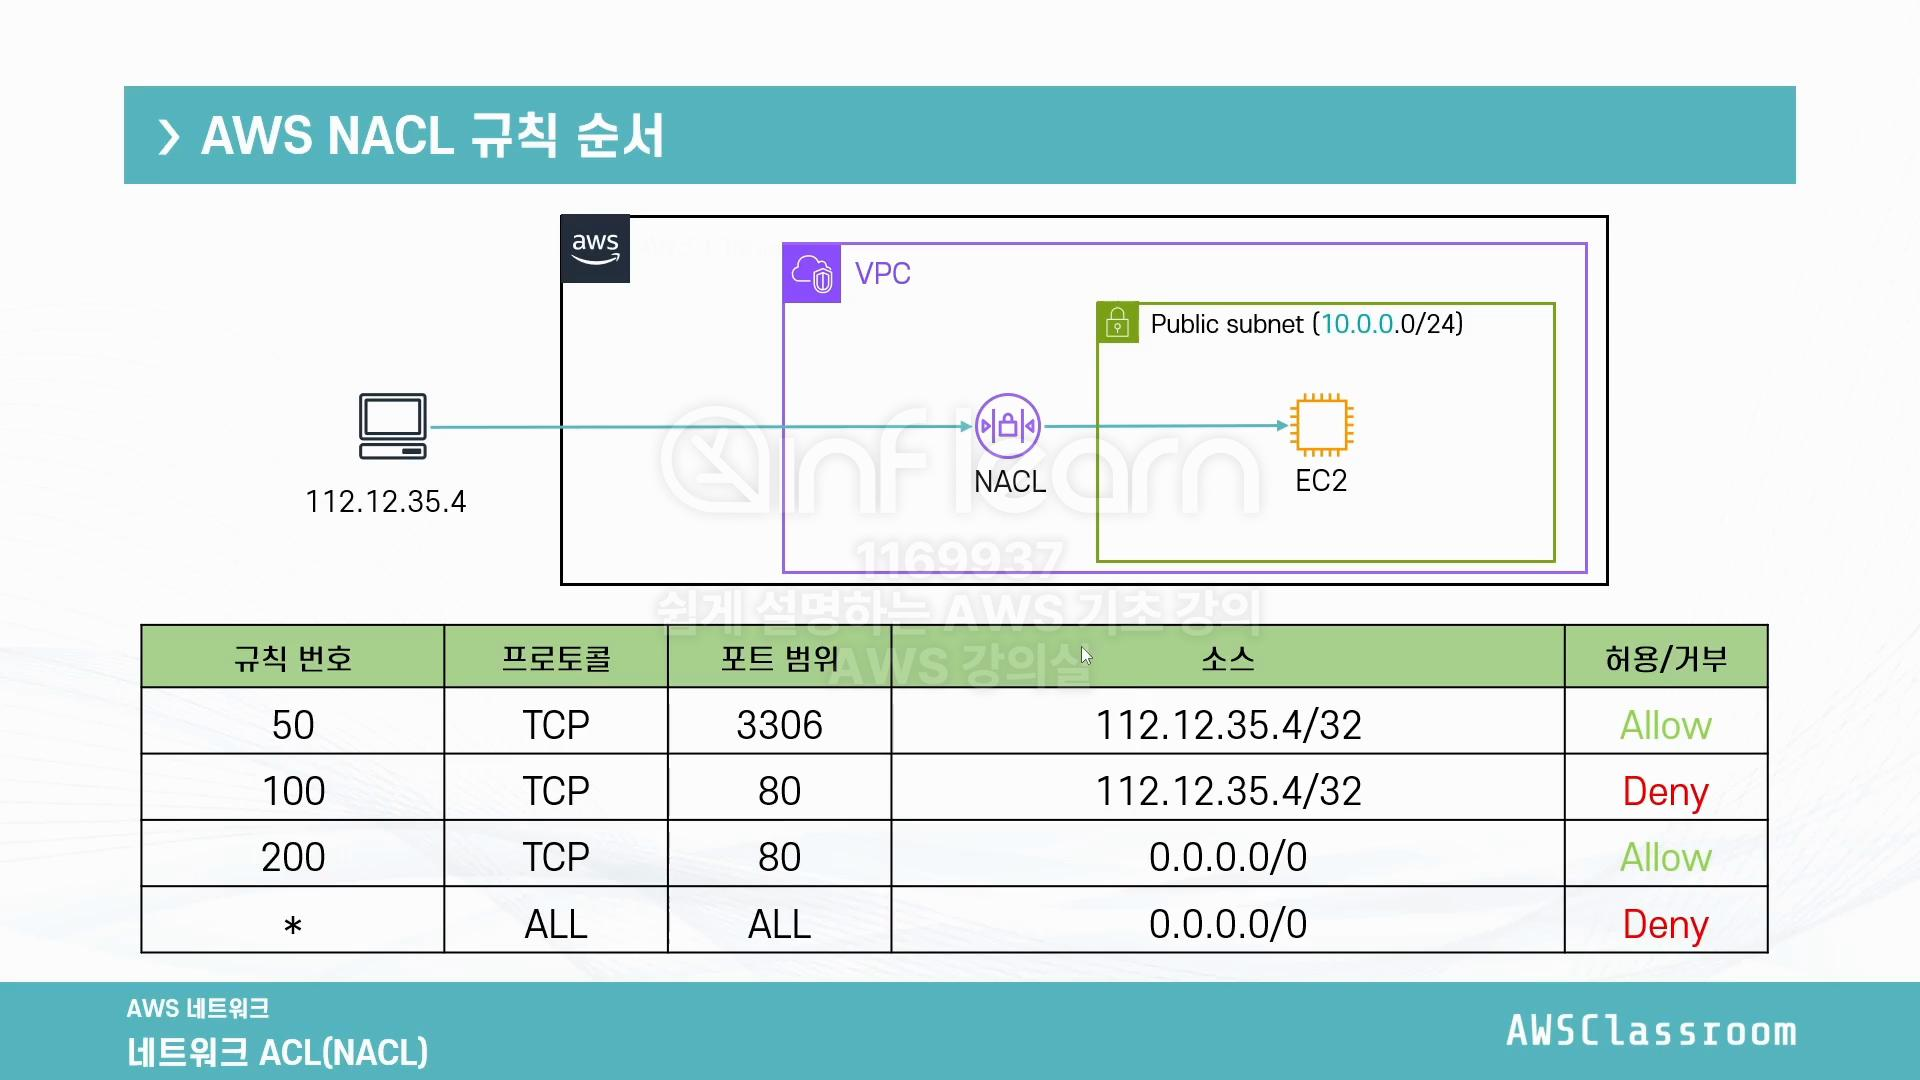 AWS NACL 규칙 순서
aws
VPC
Public subnet (10.0.0.0/24)
NACL
EC2
112.12.35.4
inflearn
1169937
쉽게 설명하는 AWS 기초 강의
AWS 강의실
규칙 번호 프로토콜 포트 범위 소스 허용/거부
50 TCP 3306 112.12.35.4/32 Allow
100 TCP 80 112.12.35.4/32 Deny
200 TCP 80 0.0.0.0/0 Allow
* ALL ALL 0.0.0.0/0 Deny
AWS 네트워크
네트워크 ACL(NACL)
AWSClassroom